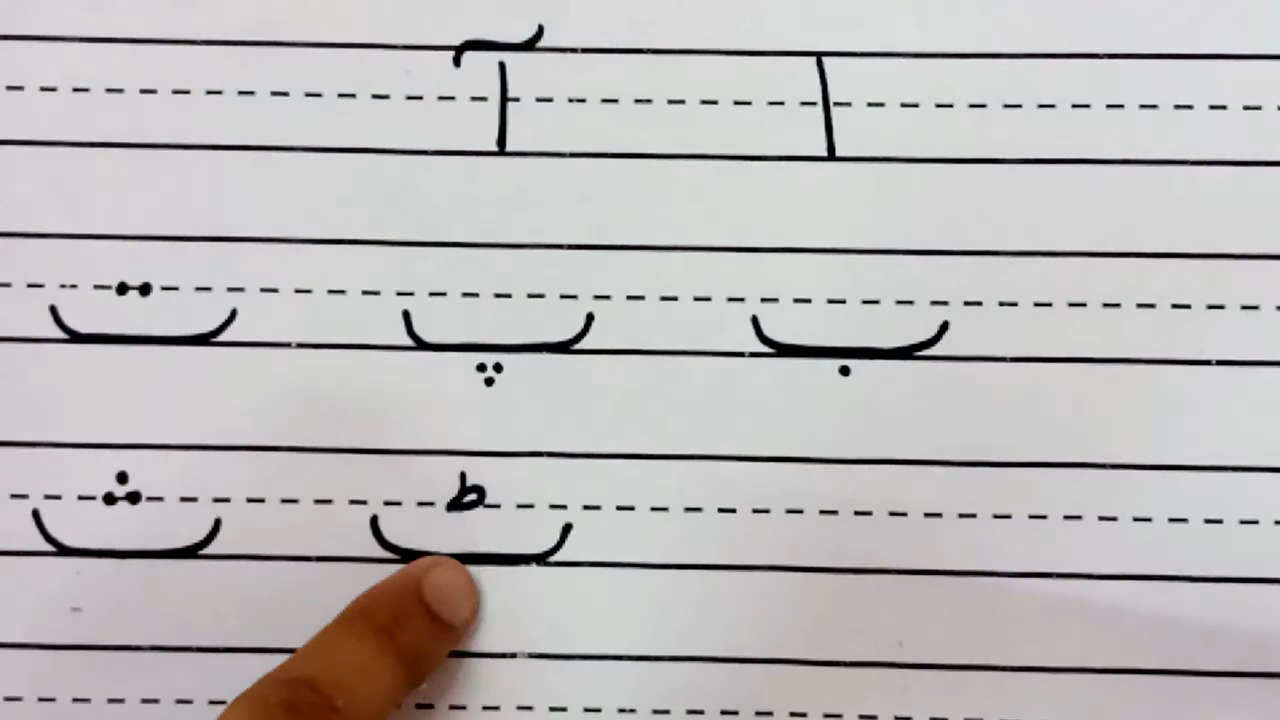 ا آ
ب پ ت
ٹ ث